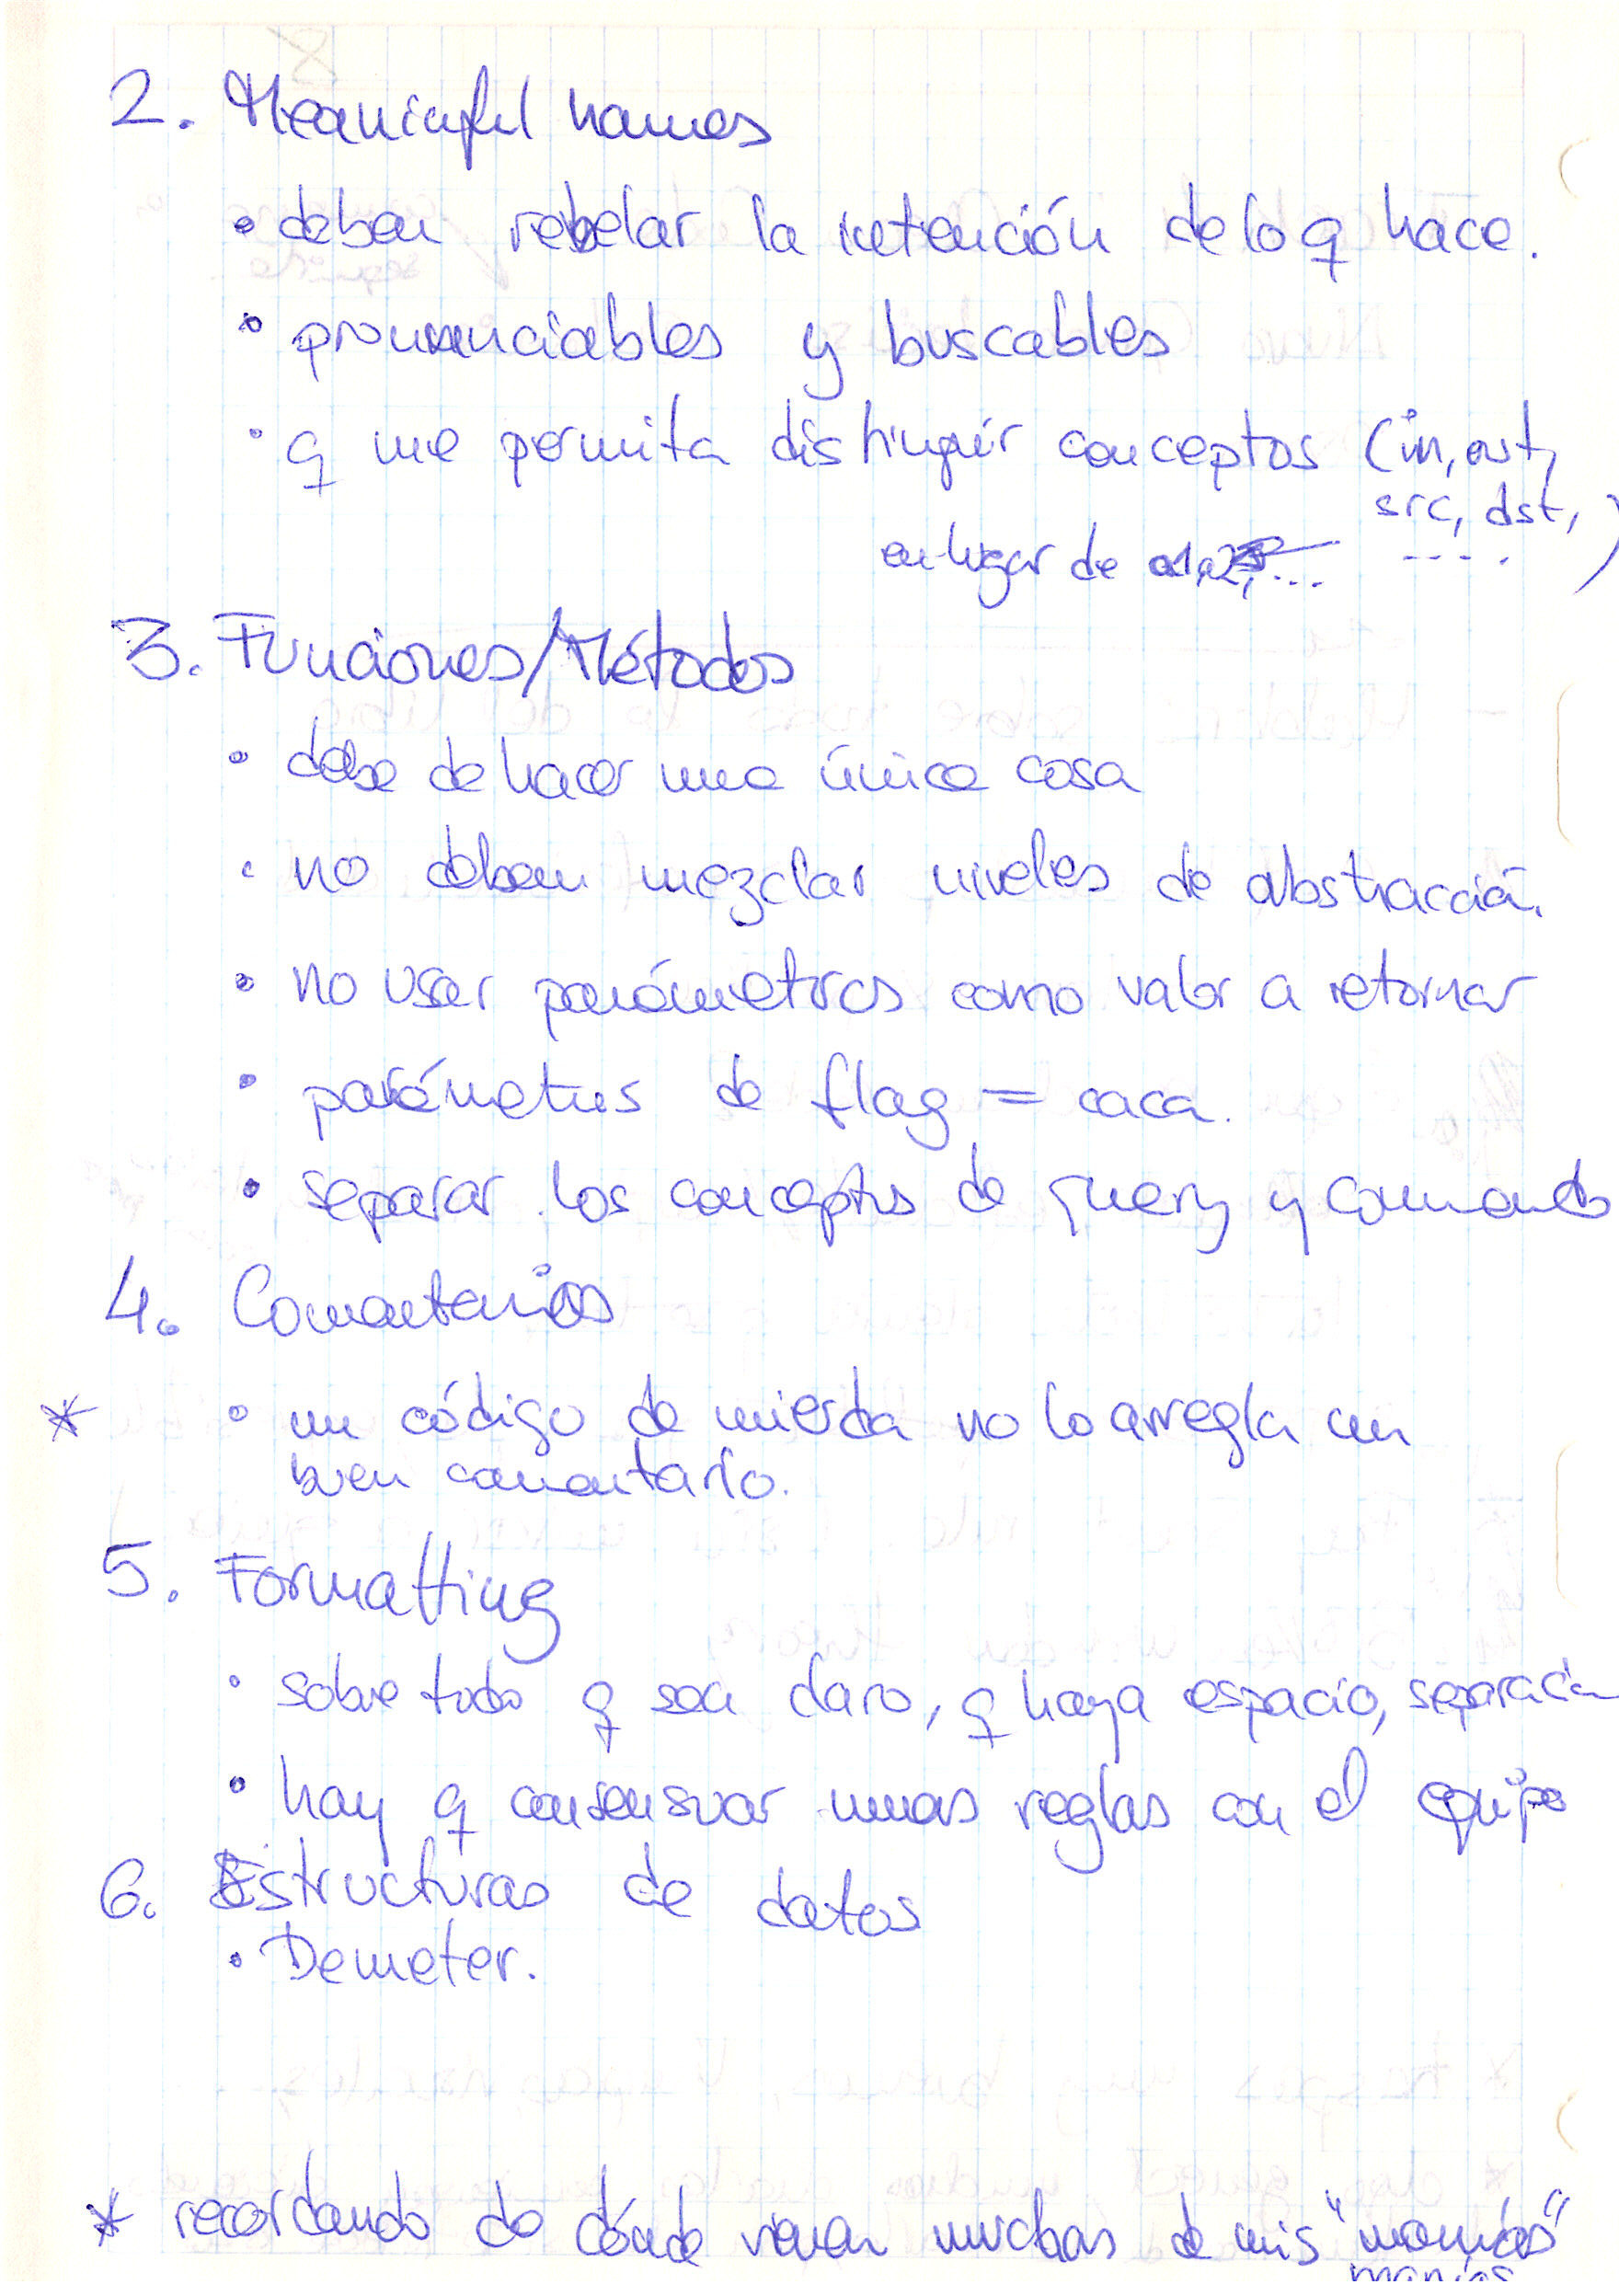 2. Meaningful names
• deben rebelar la intención de lo q hace.
• pronunciables y buscables
• q me permita distinguir conceptos (in, out,
src, dst,
en lugar de a1, a2, ... ----)
3. Funciones/Métodos
• debe de hacer una única cosa
• no deben mezclar niveles de abstracción.
• no usar parámetros como valor a retornar
• parámetros de flag = caca.
• separar los conceptos de query y comando
4. Comentarios
* • un código de mierda no lo arregla un
buen comentario.
5. Formatting
• sobre todo q sea claro, q haya espacio, separación
• hay q consensuar unas reglas con el equipo
6. Estructuras de datos
• Demeter.
* recordando de dónde vienen muchas de mis "manías"
manías